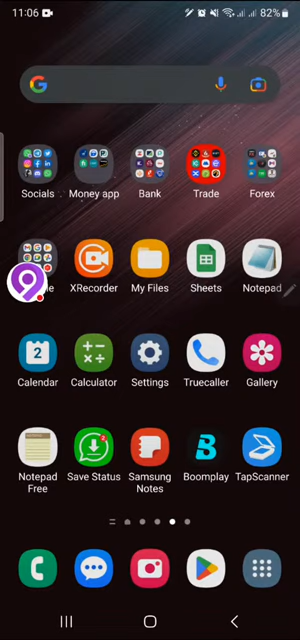 11:06
82%
Socials
Money app
Bank
Trade
Forex
XRecorder
My Files
Sheets
Notepad
2
Calendar
Calculator
Settings
Truecaller
Gallery
2
Notepad Free
Save Status
Samsung Notes
Boomplay
TapScanner